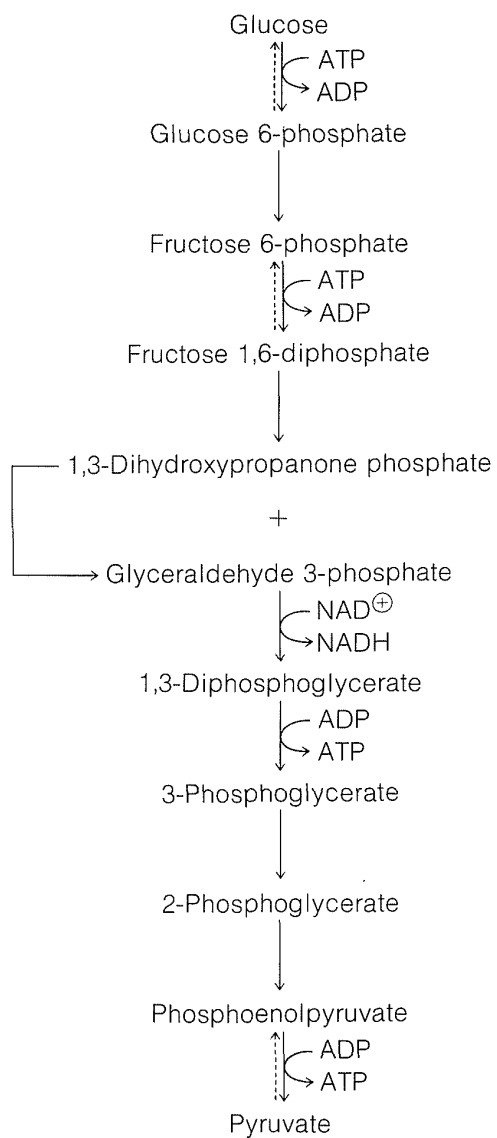 Glucose
ATP
ADP
Glucose 6-phosphate
Fructose 6-phosphate
ATP
ADP
Fructose 1,6-diphosphate
1,3-Dihydroxypropanone phosphate
+
Glyceraldehyde 3-phosphate
NAD⊕
NADH
1,3-Diphosphoglycerate
ADP
ATP
3-Phosphoglycerate
2-Phosphoglycerate
Phosphoenolpyruvate
ADP
ATP
Pyruvate